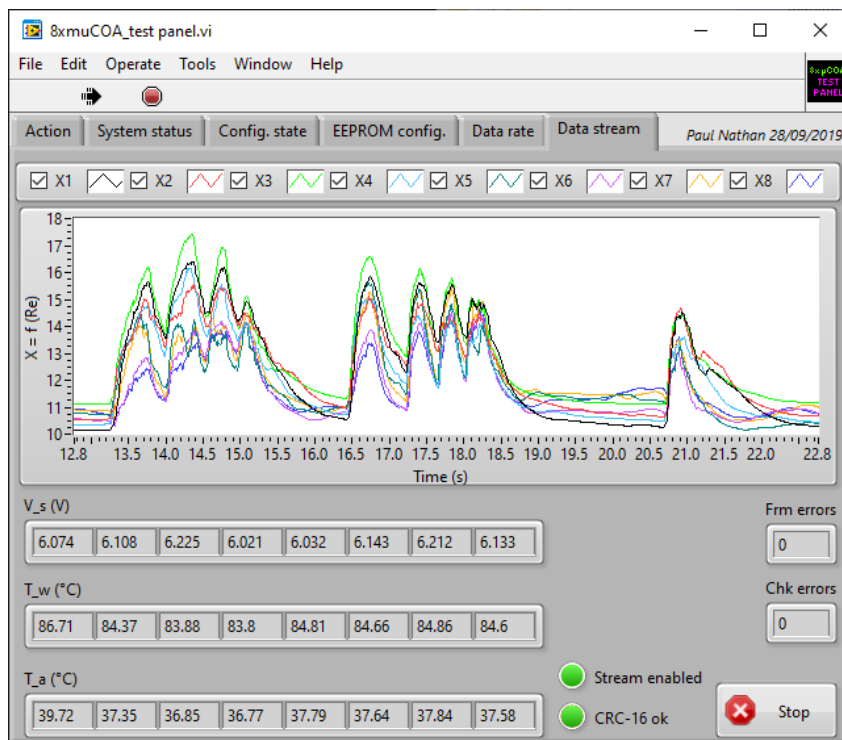 8xmuCOA_test panel.vi
File Edit Operate Tools Window Help
8xµCOA
TEST
PANEL
Action System status Config. state EEPROM config. Data rate Data stream Paul Nathan 28/09/2019
X1 X2 X3 X4 X5 X6 X7 X8
18
17
16
15
14
13
12
11
10
X = f (Re)
12.8 13.5 14.0 14.5 15.0 15.5 16.0 16.5 17.0 17.5 18.0 18.5 19.0 19.5 20.0 20.5 21.0 21.5 22.0 22.8
Time (s)
V_s (V)
6.074 6.108 6.225 6.021 6.032 6.143 6.212 6.133
Frm errors
0
T_w (°C)
86.71 84.37 83.88 83.8 84.81 84.66 84.86 84.6
Chk errors
0
T_a (°C)
39.72 37.35 36.85 36.77 37.79 37.64 37.84 37.58
Stream enabled
CRC-16 ok
Stop